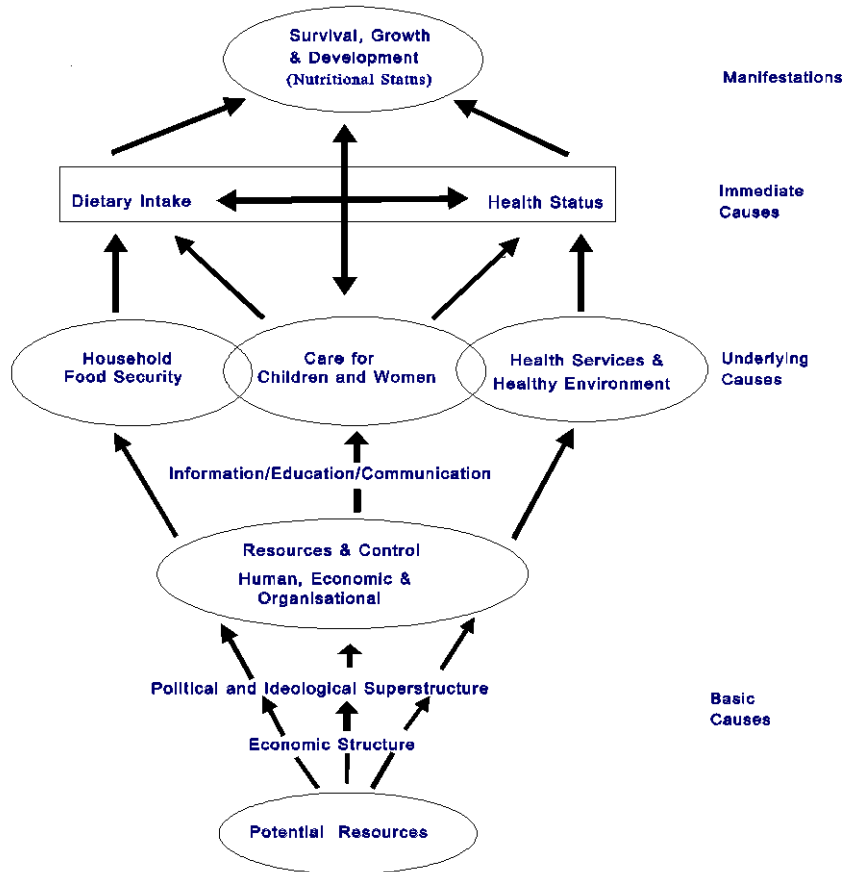 Survival, Growth
& Development
(Nutritional Status)
Manifestations
Dietary Intake
Health Status
Immediate
Causes
Household
Food Security
Care for
Children and Women
Health Services &
Healthy Environment
Underlying
Causes
Information/Education/Communication
Resources & Control
Human, Economic &
Organisational
Political and Ideological Superstructure
Basic
Causes
Economic Structure
Potential Resources